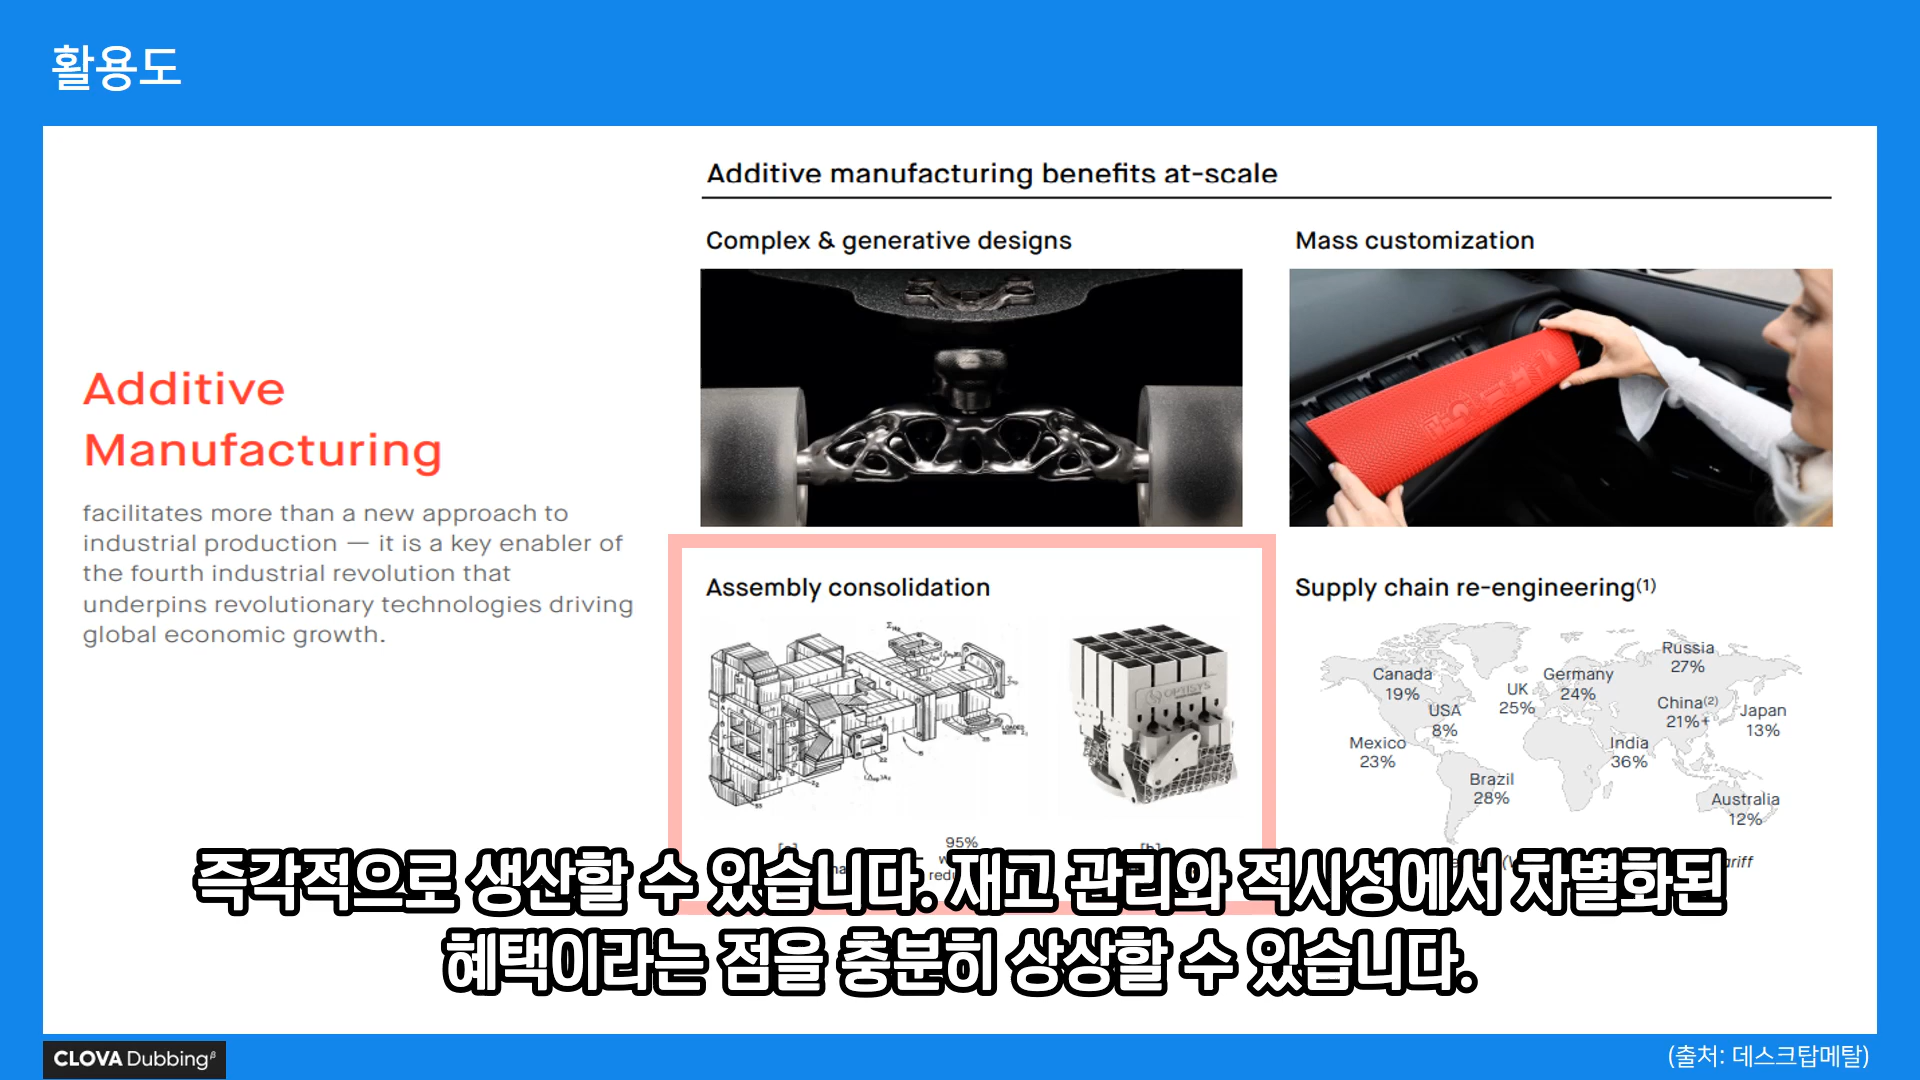 활용도
Additive manufacturing benefits at-scale
Complex & generative designs
Mass customization
Additive
Manufacturing
facilitates more than a new approach to
industrial production — it is a key enabler of
the fourth industrial revolution that
underpins revolutionary technologies driving
global economic growth.
Assembly consolidation
OPTISYS
95%
Supply chain re-engineering(1)
Russia
27%
Canada
19%
UK
25%
Germany
24%
USA
8%
China(2)
21%+
Japan
13%
Mexico
23%
India
36%
Brazil
28%
Australia
12%
즉각적으로 생산할 수 있습니다. 재고 관리와 적시성에서 차별화된
혜택이라는 점을 충분히 상상할 수 있습니다.
CLOVA Dubbingβ
(출처: 데스크탑메탈)